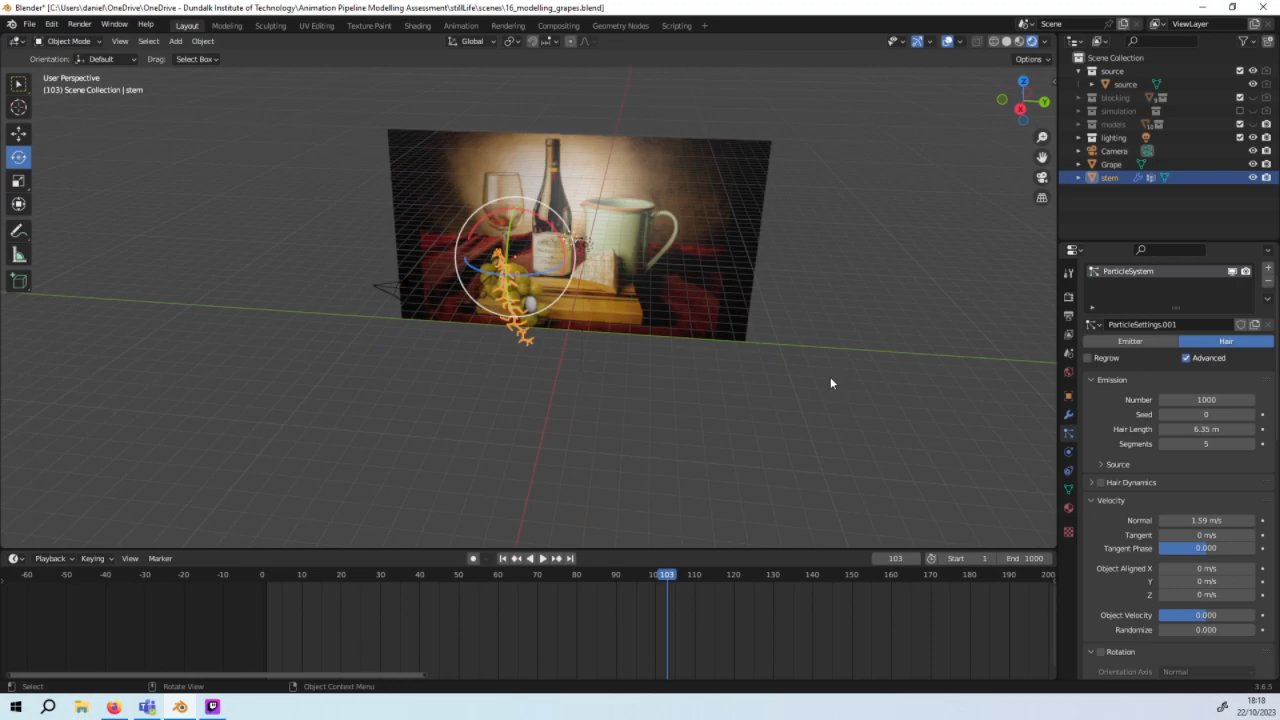 Blender* [C:\Users\daniel\OneDrive\OneDrive - Dundalk Institute of Technology\Animation Pipeline Modelling Assessment\stillLife\scenes\16_modelling_grapes.blend]
File Edit Render Window Help Layout Modeling Sculpting UV Editing Texture Paint Shading Animation Rendering Compositing Geometry Nodes Scripting + Scene ViewLayer
Object Mode View Select Add Object Global Options
Orientation: Default Drag: Select Box
User Perspective
(103) Scene Collection | stem
Z
Y
X
Scene Collection
source
source
blocking
simulation
models
lighting
Camera
Grape
stem
ParticleSystem
ParticleSettings.001
Emitter Hair
Regrow Advanced
Emission
Number 1000
Seed 0
Hair Length 6.35 m
Segments 5
Source
Hair Dynamics
Velocity
Normal 1.59 m/s
Tangent 0 m/s
Tangent Phase 0.000
Object Aligned X 0 m/s
Y 0 m/s
Z 0 m/s
Object Velocity 0.000
Randomize 0.000
Rotation
Orientation Axis Normal
Playback Keying View Marker 103 Start 1 End 1000
-60 -50 -40 -30 -20 -10 0 10 20 30 40 50 60 70 80 90 103 110 120 130 140 150 160 170 180 190 200
Select Rotate View Object Context Menu 3.6.5
18:18
22/10/2023